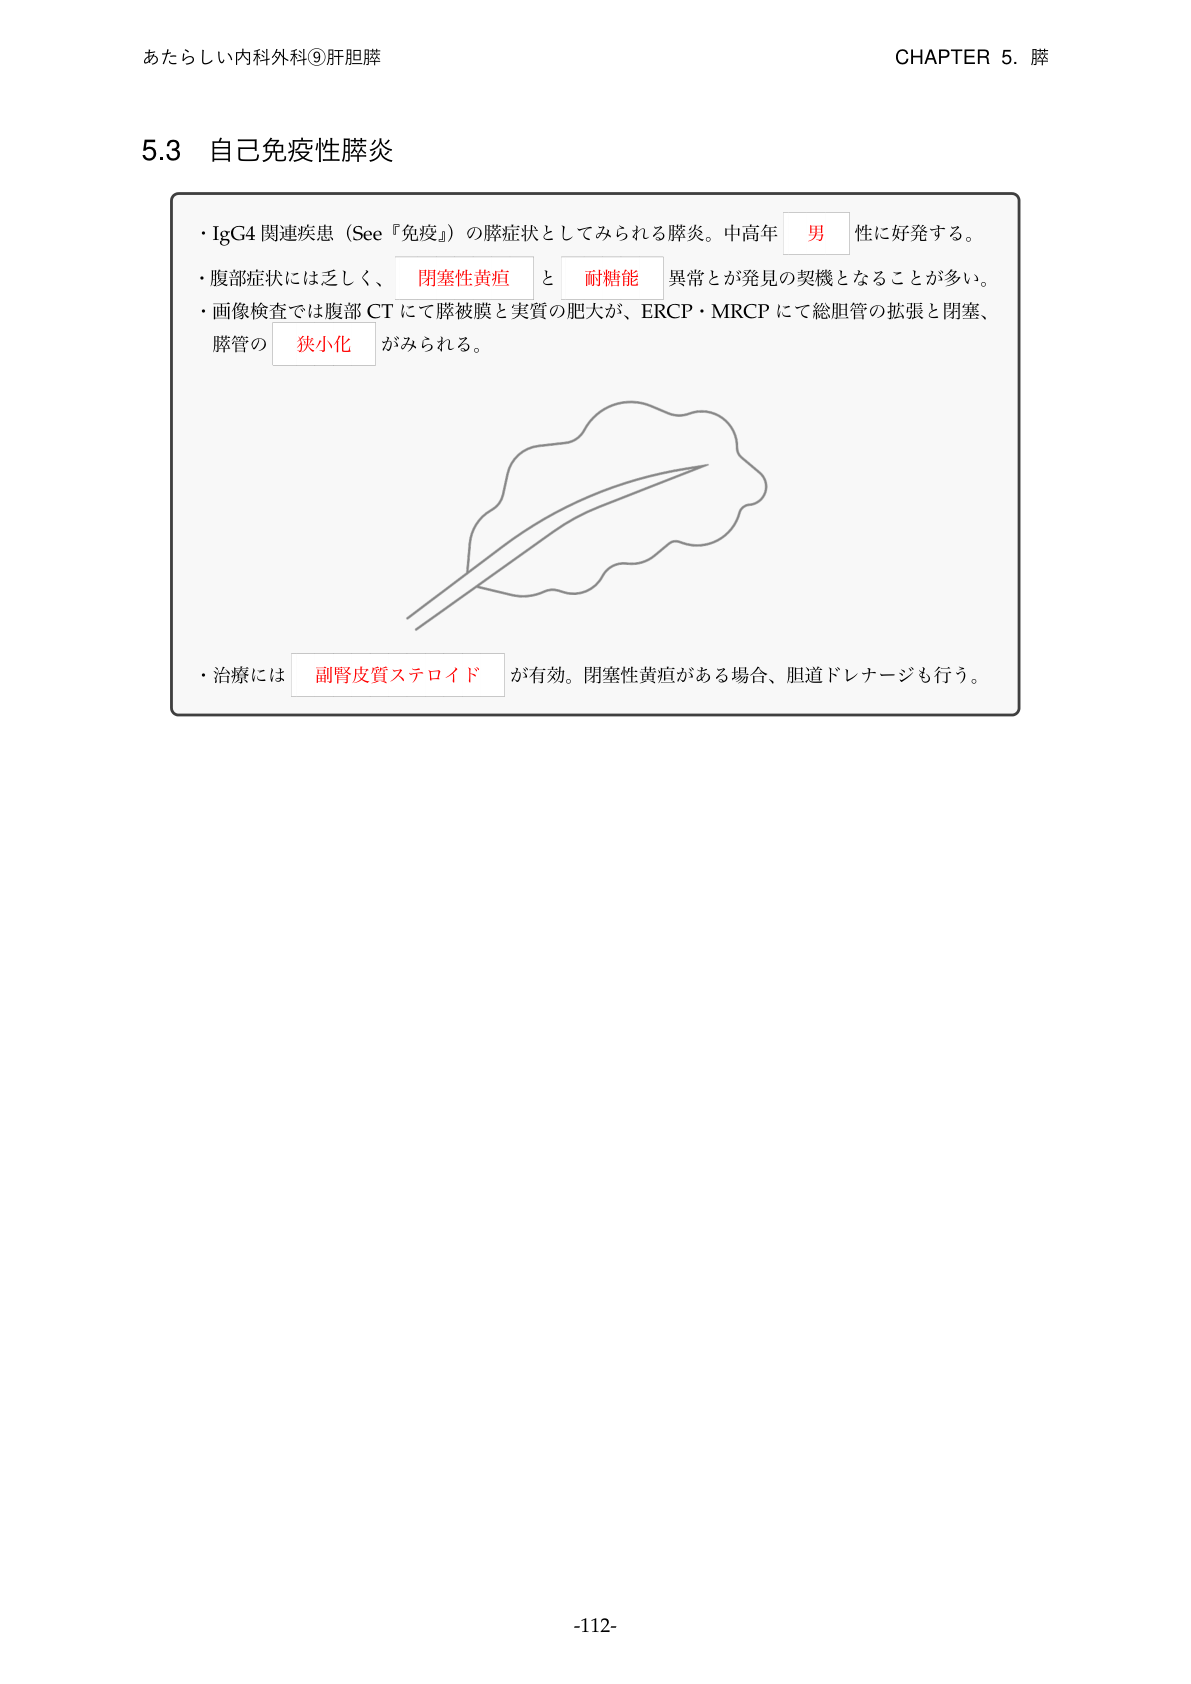 あたらしい内科外科⑨肝胆膵
CHAPTER 5. 膵
5.3 自己免疫性膵炎
・IgG4 関連疾患（See『免疫』）の膵症状としてみられる膵炎。中高年 男 性に好発する。
・腹部症状には乏しく、 閉塞性黄疸 と 耐糖能 異常とが発見の契機となることが多い。
・画像検査では腹部 CT にて膵被膜と実質の肥大が、ERCP・MRCP にて総胆管の拡張と閉塞、
膵管の 狭小化 がみられる。
・治療には 副腎皮質ステロイド が有効。閉塞性黄疸がある場合、胆道ドレナージも行う。
-112-